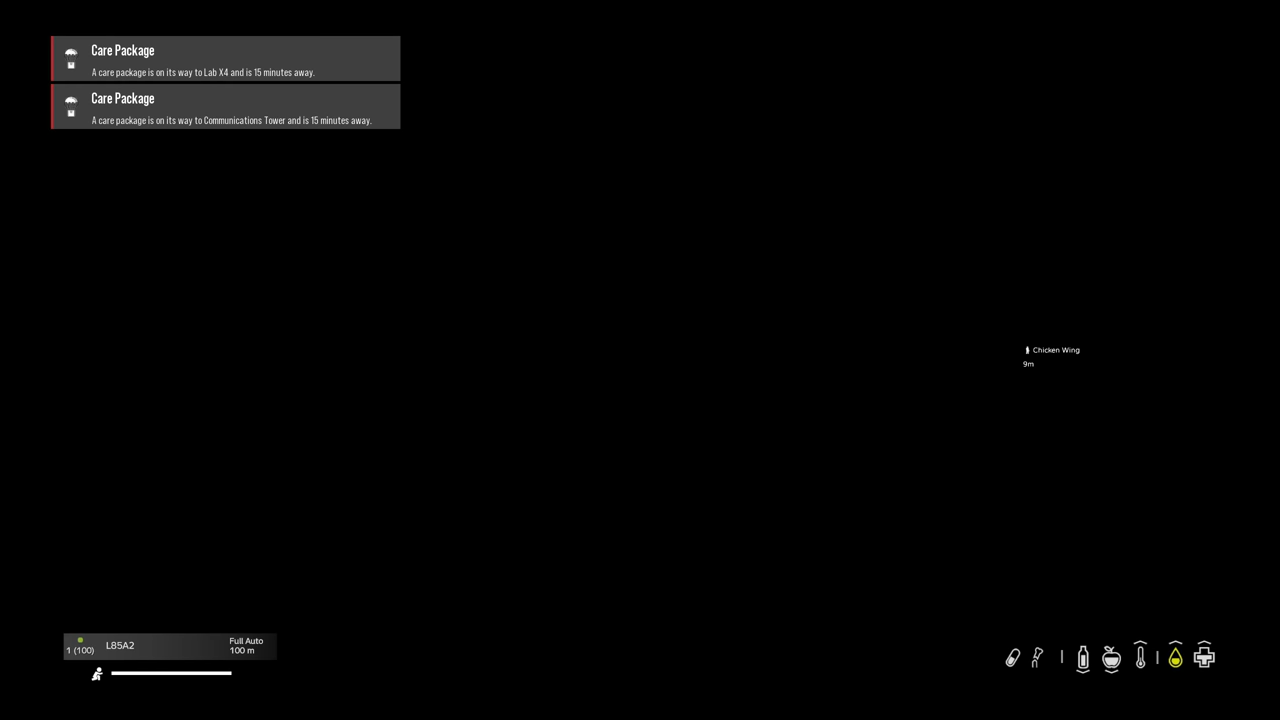 Care Package
A care package is on its way to Lab X4 and is 15 minutes away.
Care Package
A care package is on its way to Communications Tower and is 15 minutes away.
Chicken Wing
9m
1 (100) L85A2 Full Auto
100 m